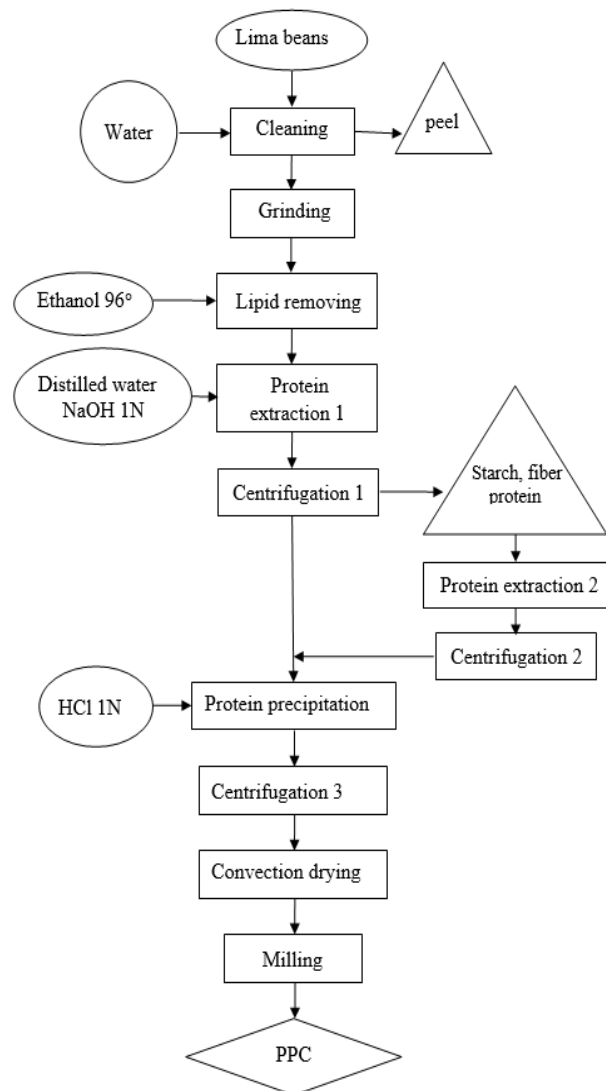 Lima beans
Water
Cleaning
peel
Grinding
Ethanol 96°
Lipid removing
Distilled water
NaOH 1N
Protein
extraction 1
Centrifugation 1
Starch, fiber
protein
Protein extraction 2
Centrifugation 2
HCl 1N
Protein precipitation
Centrifugation 3
Convection drying
Milling
PPC